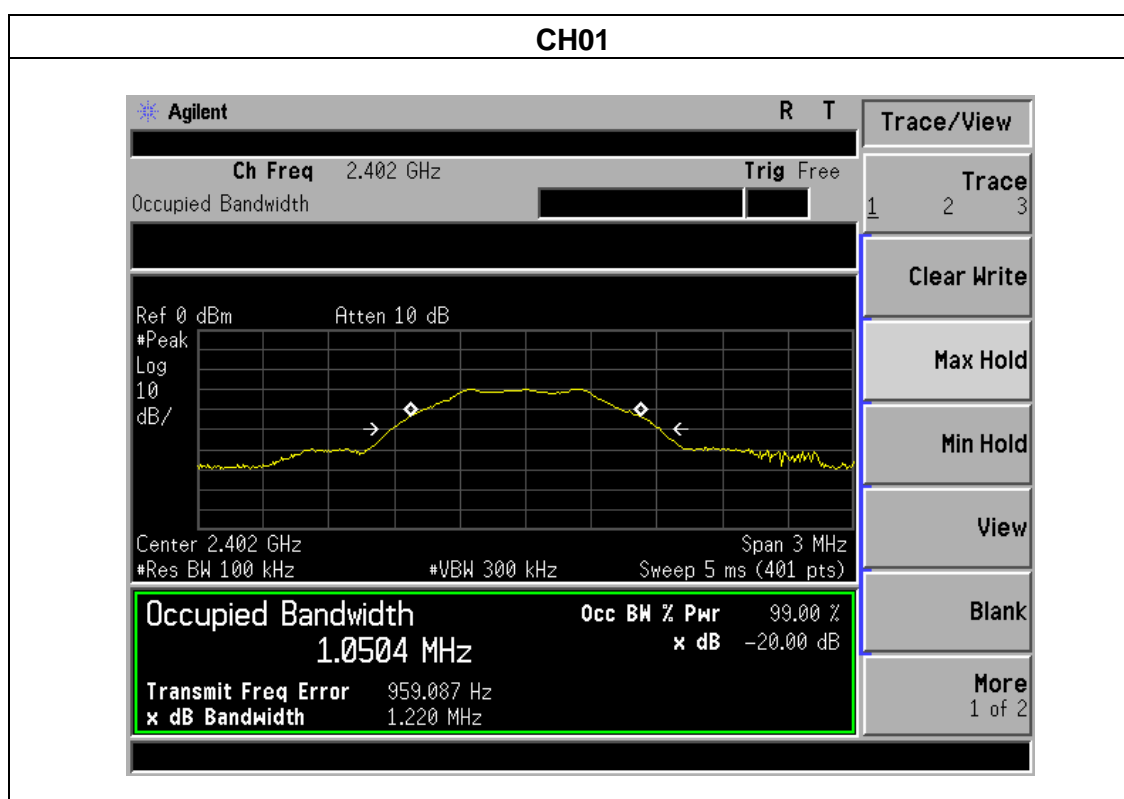 CH01
Agilent R T
Ch Freq 2.402 GHz Trig Free
Occupied Bandwidth
Ref 0 dBm Atten 10 dB
#Peak
Log
10
dB/
Center 2.402 GHz Span 3 MHz
#Res BW 100 kHz #VBW 300 kHz Sweep 5 ms (401 pts)
Occupied Bandwidth Occ BW % Pwr 99.00 %
1.0504 MHz x dB -20.00 dB
Transmit Freq Error 959.087 Hz
x dB Bandwidth 1.220 MHz
Trace/View
Trace
1 2 3
Clear Write
Max Hold
Min Hold
View
Blank
More
1 of 2